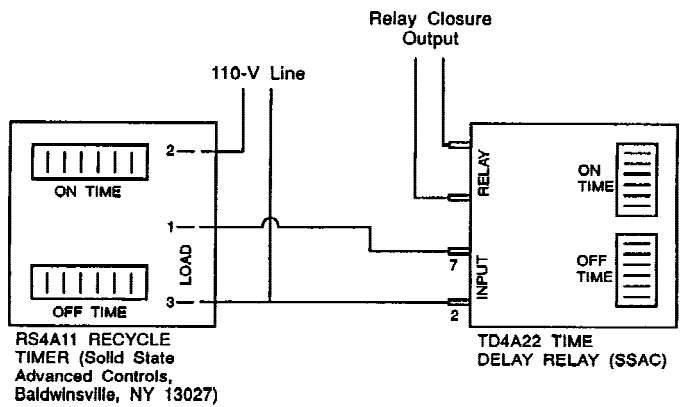 Relay Closure
Output
110-V Line
2
ON TIME
1
LOAD
OFF TIME
3
RS4A11 RECYCLE
TIMER (Solid State
Advanced Controls,
Baldwinsville, NY 13027)
RELAY
ON
TIME
7
INPUT
OFF
TIME
2
TD4A22 TIME
DELAY RELAY (SSAC)